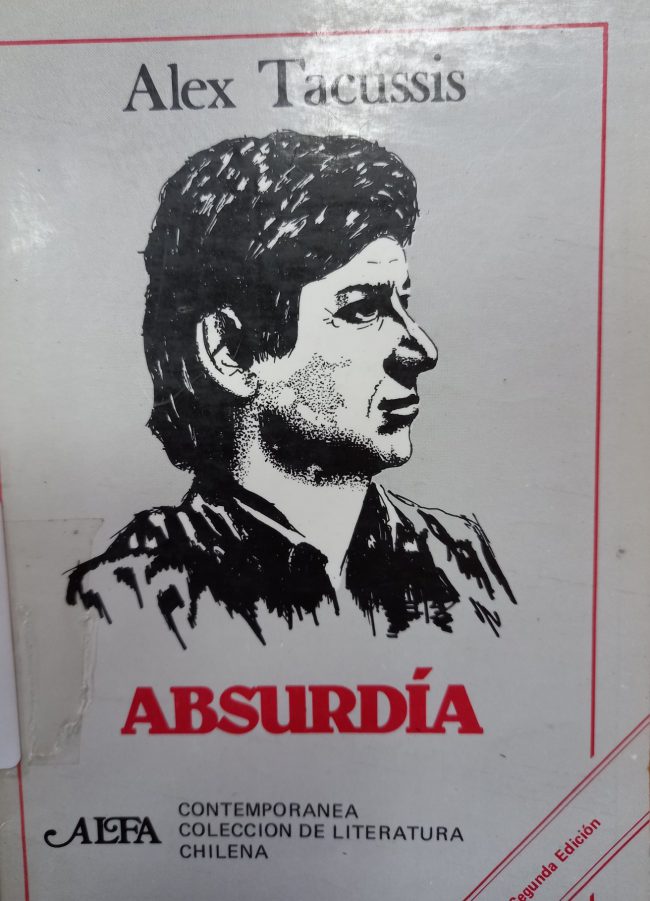 Alex Tacussis
ABSURDÍA
ALFA
CONTEMPORANEA
COLECCION DE LITERATURA
CHILENA
Segunda Edición